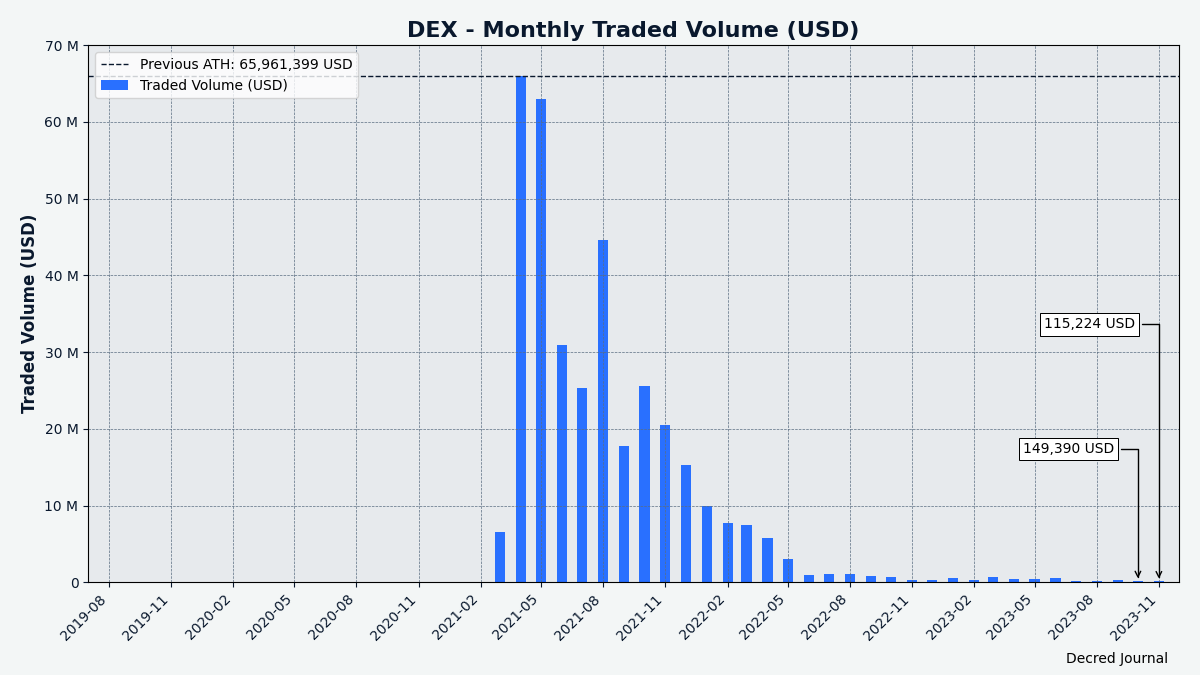 DEX - Monthly Traded Volume (USD)
Previous ATH: 65,961,399 USD
Traded Volume (USD)
Traded Volume (USD)
70 M
60 M
50 M
40 M
30 M
20 M
10 M
0
115,224 USD
149,390 USD
2019-08
2019-11
2020-02
2020-05
2020-08
2020-11
2021-02
2021-05
2021-08
2021-11
2022-02
2022-05
2022-08
2022-11
2023-02
2023-05
2023-08
2023-11
Decred Journal